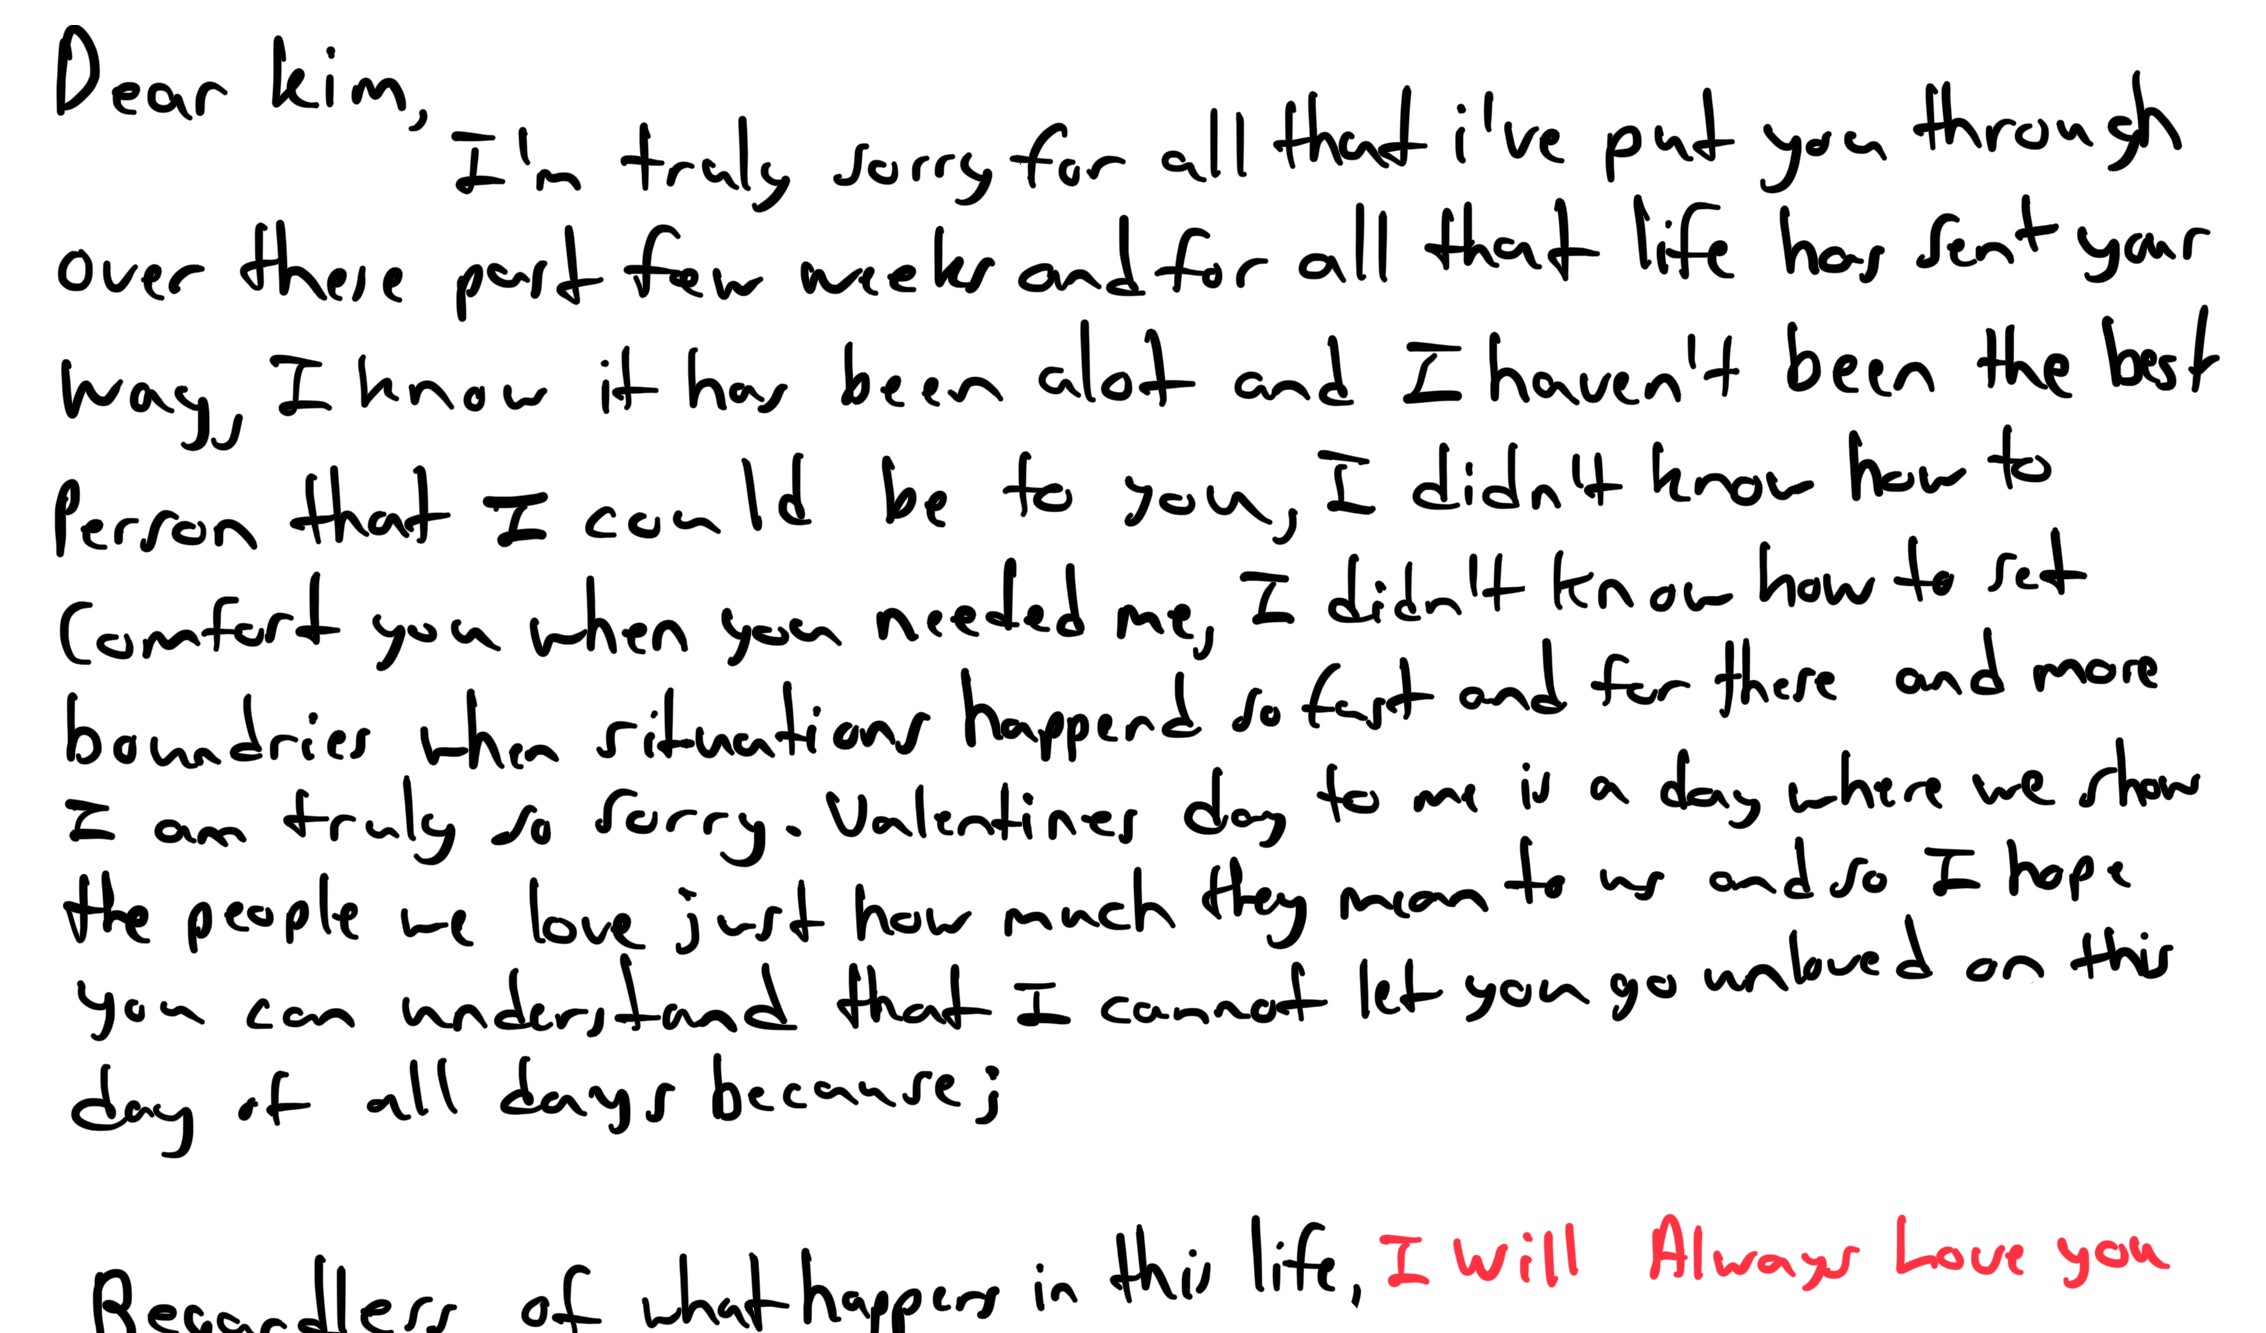 Dear kim,
I'm truly sorry for all that i've put you through
over these past few weeks and for all that life has sent your
way, I know it has been alot and I haven't been the best
Person that I could be to you, I didn't know how to
Comfort you when you needed me, I didn't know how to set
boundries when situations happend so fast and for these and more
I am truly so sorry. Valentines day to me is a day where we show
the people we love just how much they mean to us and so I hope
you can understand that I cannot let you go unloved on this
day of all days because;
Regardless of what happens in this life, I Will Always Love you